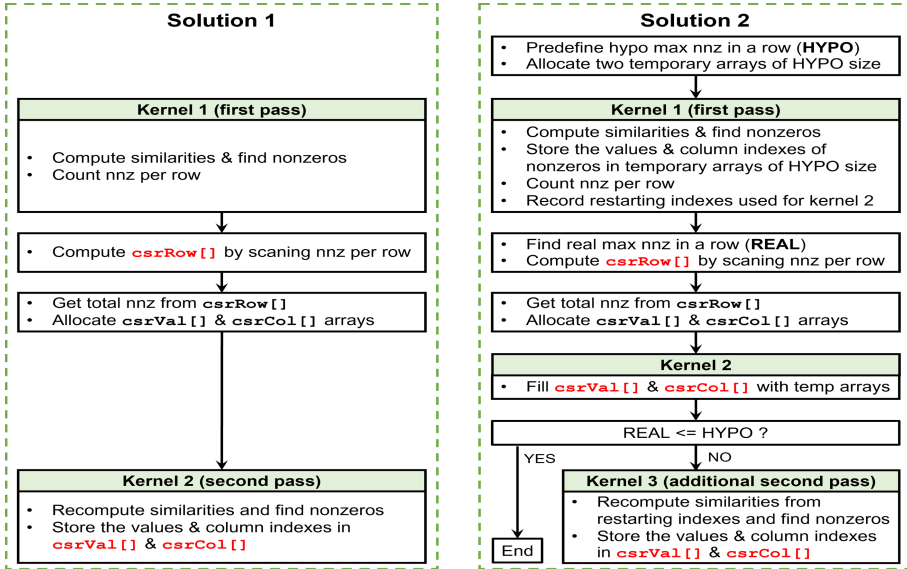 Solution 1
Kernel 1 (first pass)
• Compute similarities & find nonzeros
• Count nnz per row
• Compute csrRow[] by scaning nnz per row
• Get total nnz from csrRow[]
• Allocate csrVal[] & csrCol[] arrays
Kernel 2 (second pass)
• Recompute similarities and find nonzeros
• Store the values & column indexes in
csrVal[] & csrCol[]
Solution 2
• Predefine hypo max nnz in a row (HYPO)
• Allocate two temporary arrays of HYPO size
Kernel 1 (first pass)
• Compute similarities & find nonzeros
• Store the values & column indexes of
nonzeros in temporary arrays of HYPO size
• Count nnz per row
• Record restarting indexes used for kernel 2
• Find real max nnz in a row (REAL)
• Compute csrRow[] by scaning nnz per row
• Get total nnz from csrRow[]
• Allocate csrVal[] & csrCol[] arrays
Kernel 2
• Fill csrVal[] & csrCol[] with temp arrays
REAL <= HYPO ?
YES
NO
End
Kernel 3 (additional second pass)
• Recompute similarities from
restarting indexes and find nonzeros
• Store the values & column indexes
in csrVal[] & csrCol[]